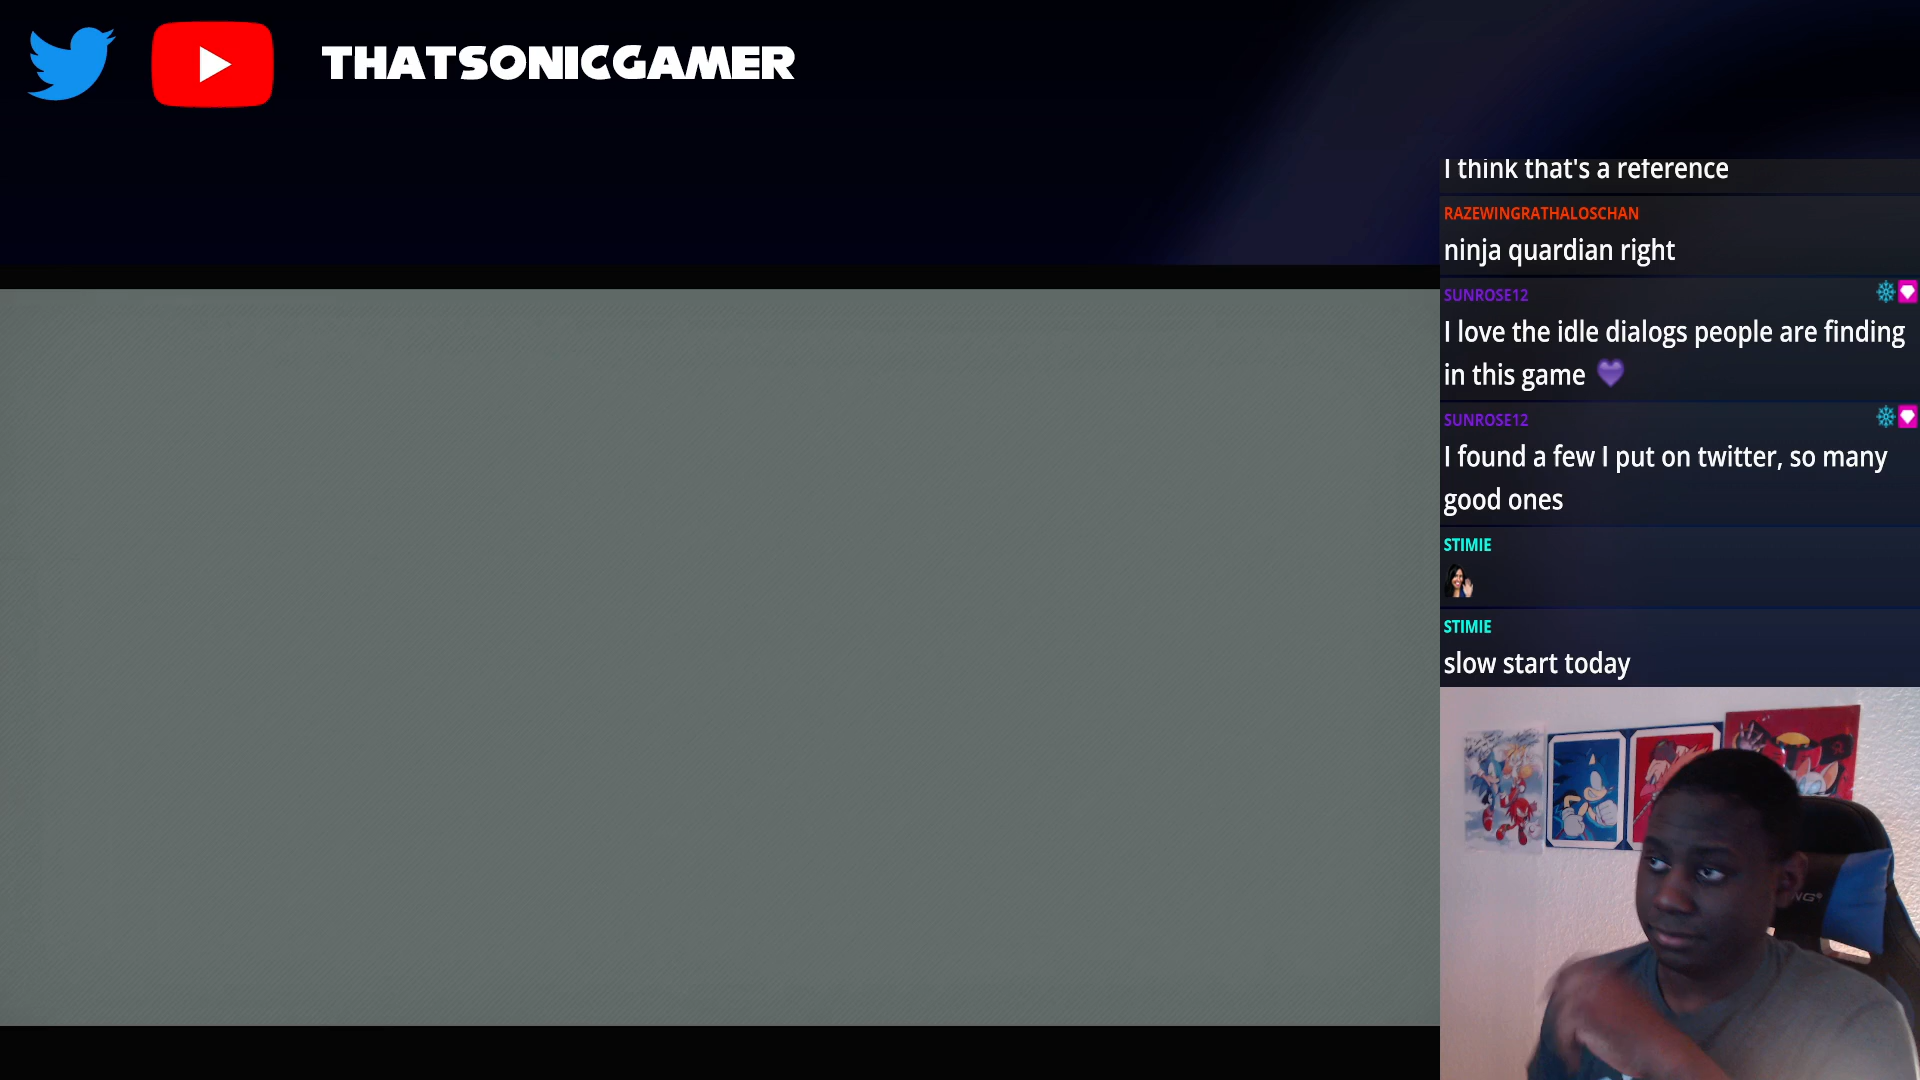 THATSONICGAMER
I think that's a reference
RAZEWINGRATHALOSCHAN
ninja quardian right
SUNROSE12
I love the idle dialogs people are finding
in this game
SUNROSE12
I found a few I put on twitter, so many
good ones
STIMIE
STIMIE
slow start today